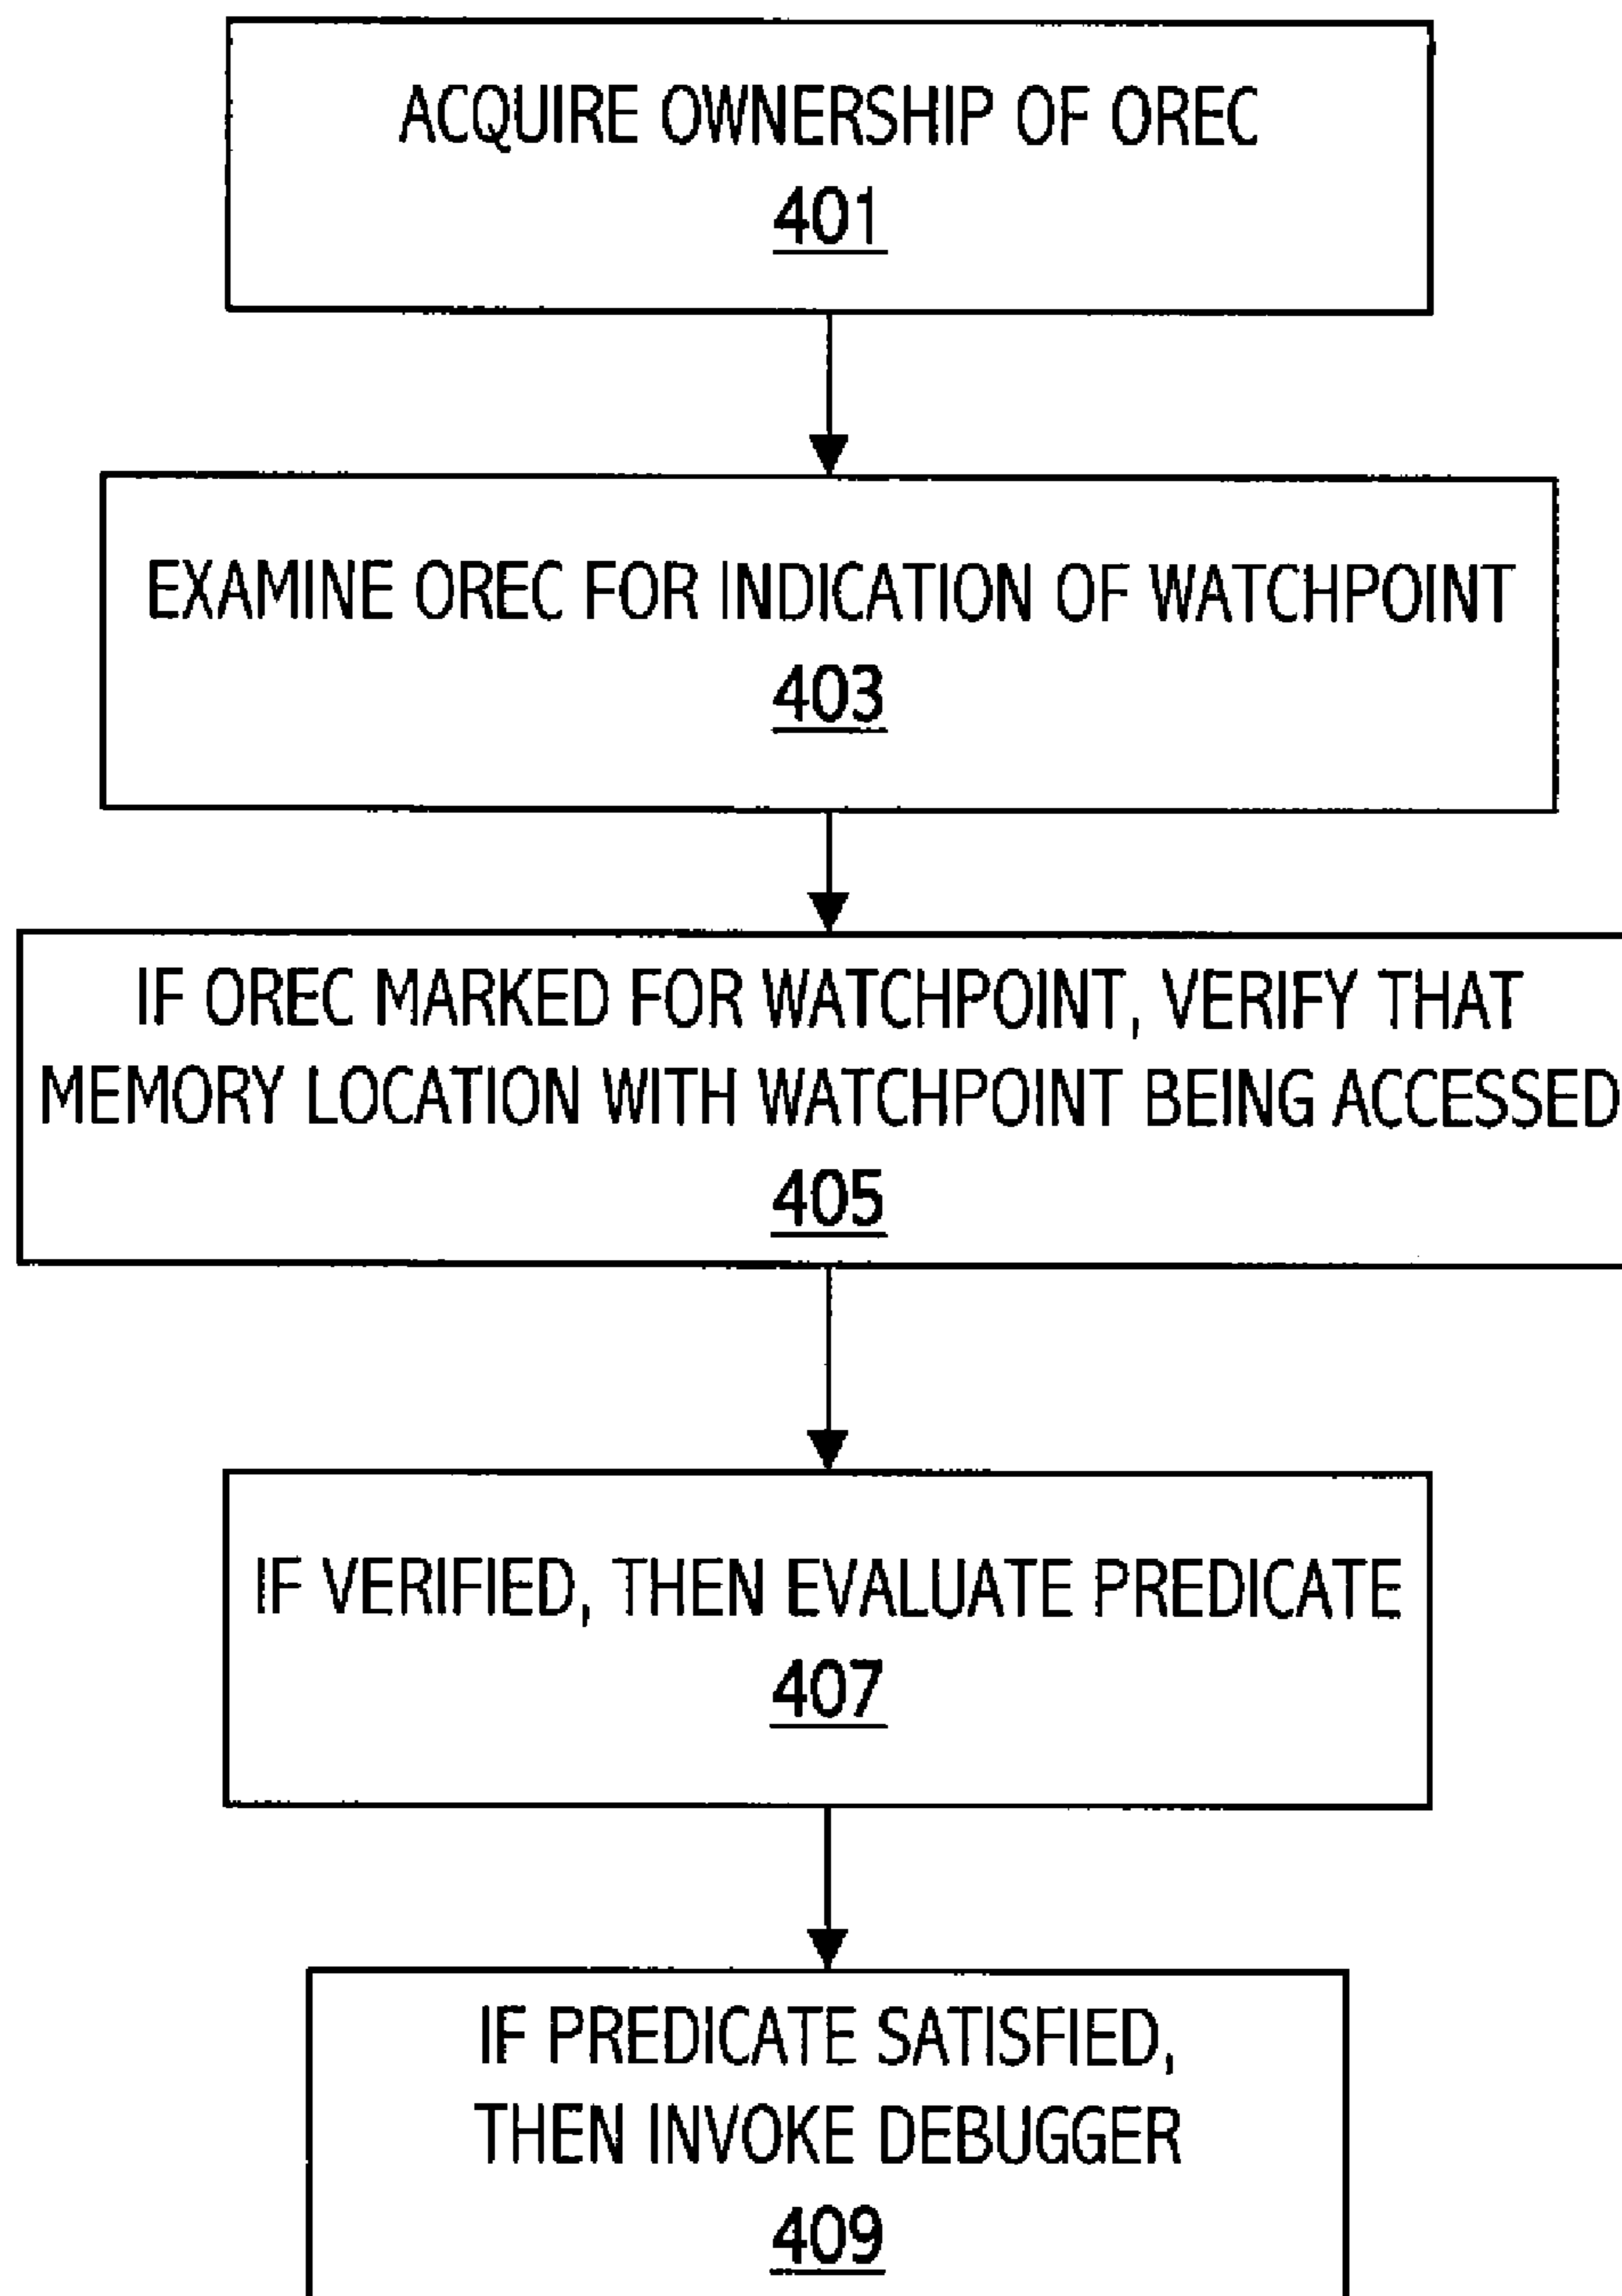 ACQUIRE OWNERSHIP OF OREC
401
EXAMINE OREC FOR INDICATION OF WATCHPOINT
403
IF OREC MARKED FOR WATCHPOINT, VERIFY THAT
MEMORY LOCATION WITH WATCHPOINT BEING ACCESSED
405
IF VERIFIED, THEN EVALUATE PREDICATE
407
IF PREDICATE SATISFIED,
THEN INVOKE DEBUGGER
409